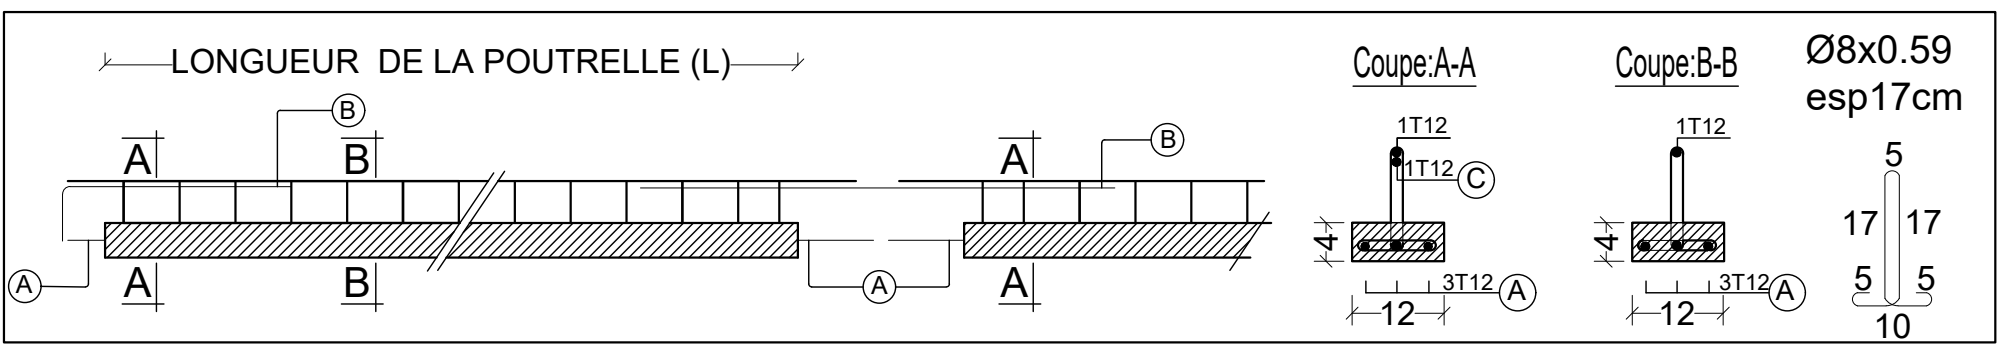 LONGUEUR DE LA POUTRELLE (L)
Coupe:A-A
Coupe:B-B
Ø8x0.59
esp17cm
B
A
B
A
B
1T12
1T12
C
1T12
5
17
17
4
4
5
5
A
A
B
A
A
3T12
A
3T12
A
12
12
10